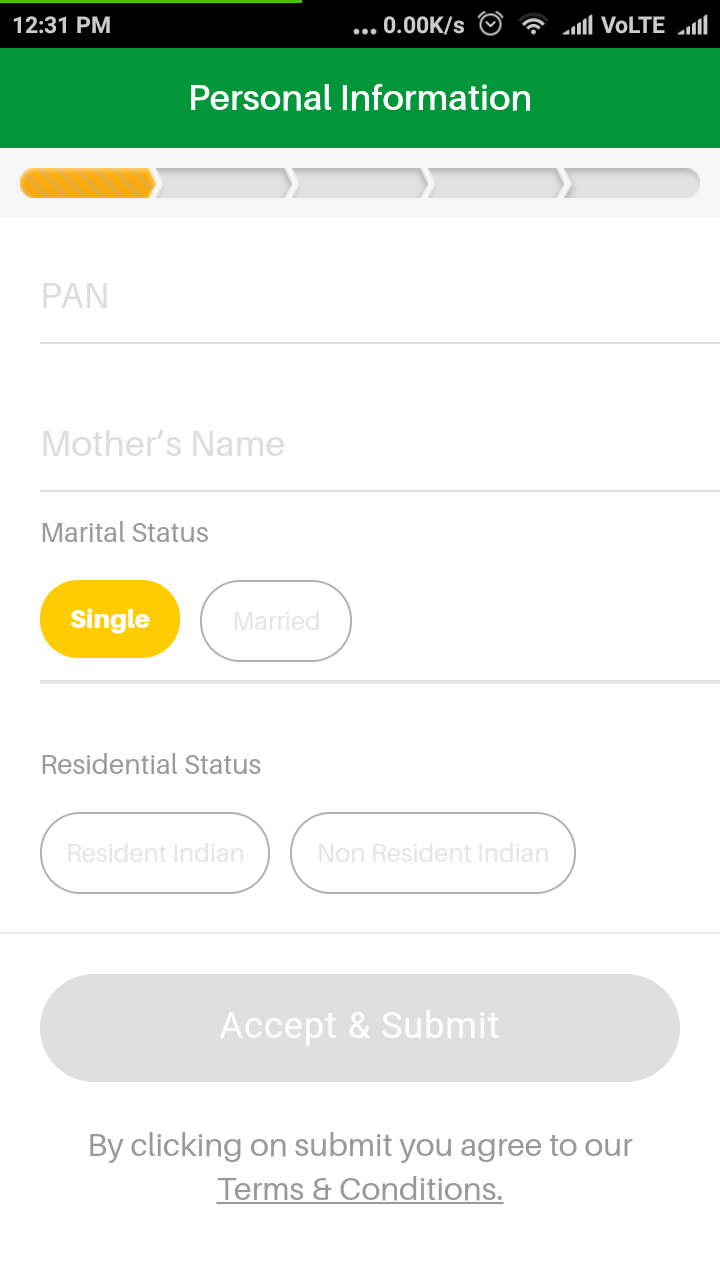 12:31 PM ... 0.00K/s VoLTE
Personal Information
PAN
Mother’s Name
Marital Status
Single Married
Residential Status
Resident Indian Non Resident Indian
Accept & Submit
By clicking on submit you agree to our
Terms & Conditions.